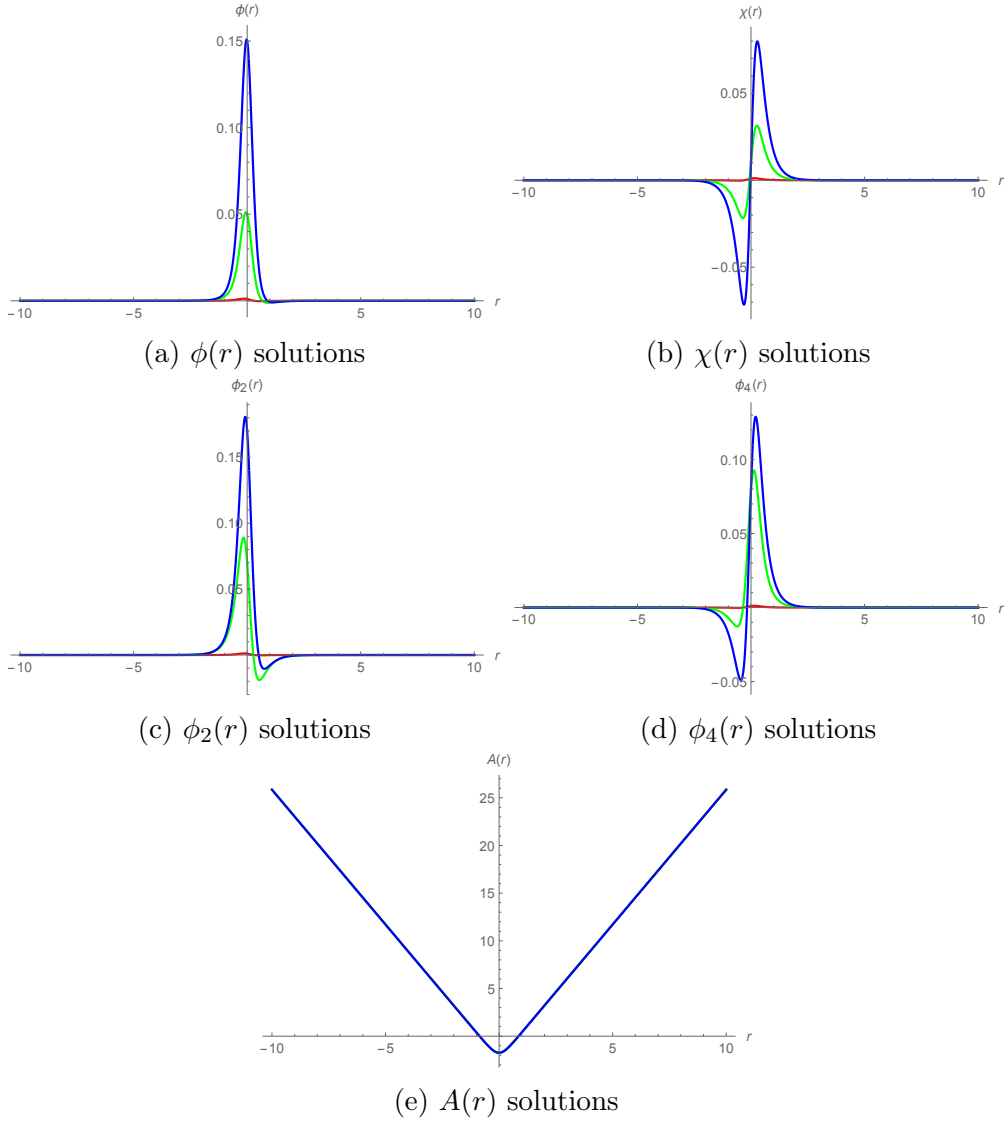 ϕ(r)
0.15
0.10
0.05
−10 −5 5 10 r
(a) ϕ(r) solutions
χ(r)
0.05
−10 −5 5 10 r
−0.05
(b) χ(r) solutions
ϕ₂(r)
0.15
0.10
0.05
−10 −5 5 10 r
(c) ϕ₂(r) solutions
ϕ₄(r)
0.10
0.05
−10 −5 5 10 r
−0.05
(d) ϕ₄(r) solutions
A(r)
25
20
15
10
5
−10 −5 5 10 r
(e) A(r) solutions